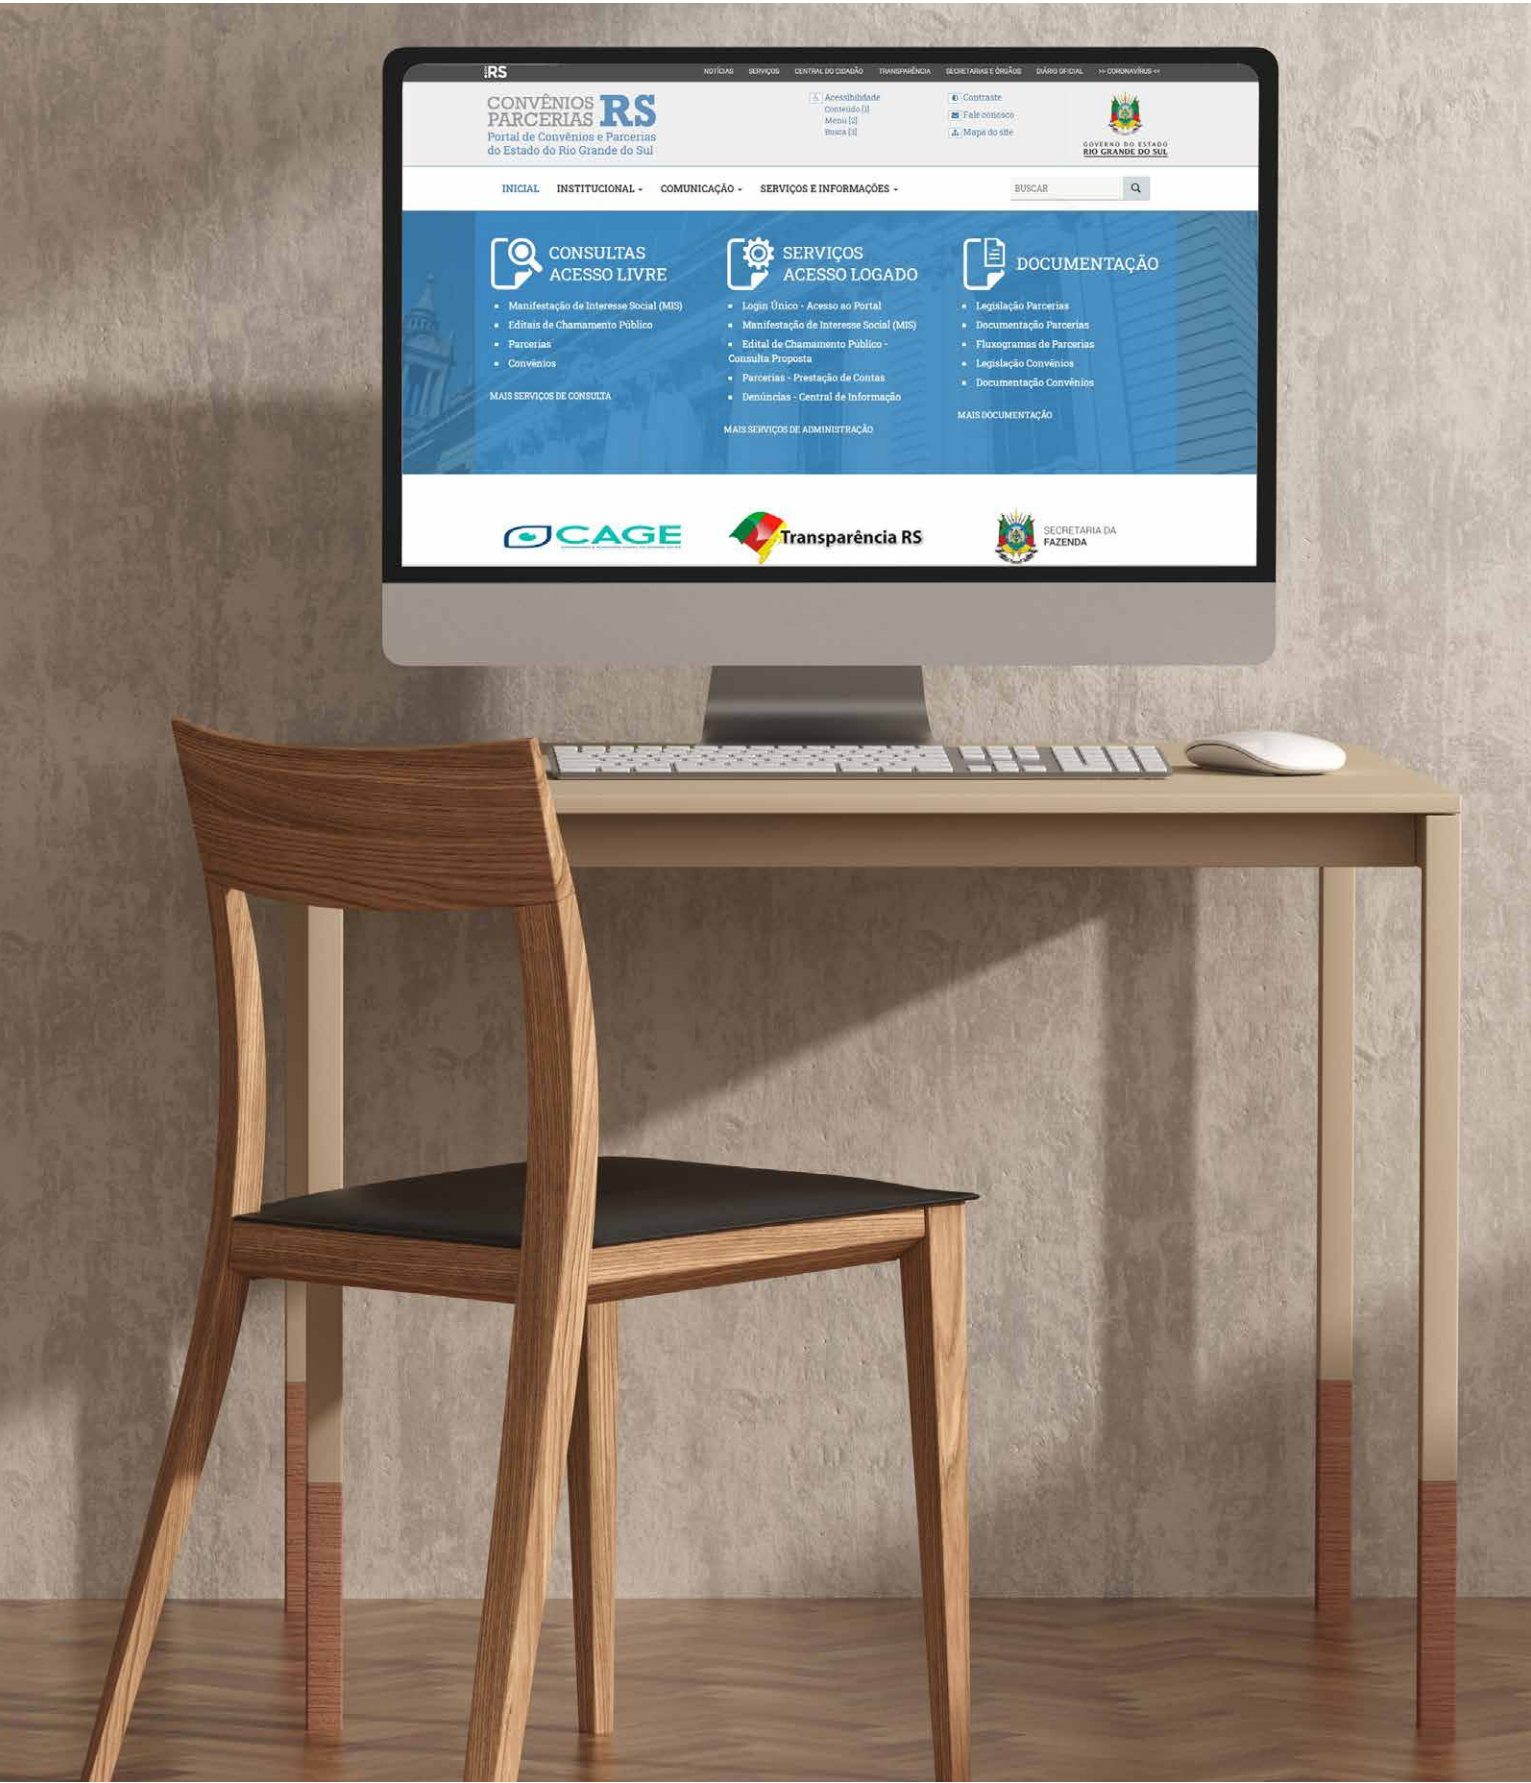 RS
NOTÍCIAS SERVIÇOS CENTRAL DO CIDADÃO TRANSPARÊNCIA SECRETARIAS E ÓRGÃOS DIÁRIO OFICIAL >> CORONAVÍRUS <<
CONVÊNIOS
PARCERIAS RS
Portal de Convênios e Parcerias
do Estado do Rio Grande do Sul
Acessibilidade
Conteúdo [1]
Menu [2]
Busca [3]
Contraste
Fale conosco
Mapa do site
GOVERNO DO ESTADO
RIO GRANDE DO SUL
INICIAL INSTITUCIONAL COMUNICAÇÃO SERVIÇOS E INFORMAÇÕES BUSCAR
CONSULTAS
ACESSO LIVRE
• Manifestação de Interesse Social (MIS)
• Editais de Chamamento Público
• Parcerias
• Convênios
MAIS SERVIÇOS DE CONSULTA
SERVIÇOS
ACESSO LOGADO
• Login Único - Acesso ao Portal
• Manifestação de Interesse Social (MIS)
• Edital de Chamamento Público -
Consulta Proposta
• Parcerias - Prestação de Contas
• Denúncias - Central de Informação
MAIS SERVIÇOS DE ADMINISTRAÇÃO
DOCUMENTAÇÃO
• Legislação Parcerias
• Documentação Parcerias
• Fluxogramas de Parcerias
• Legislação Convênios
• Documentação Convênios
MAIS DOCUMENTAÇÃO
CAGE
Transparência RS
SECRETARIA DA
FAZENDA